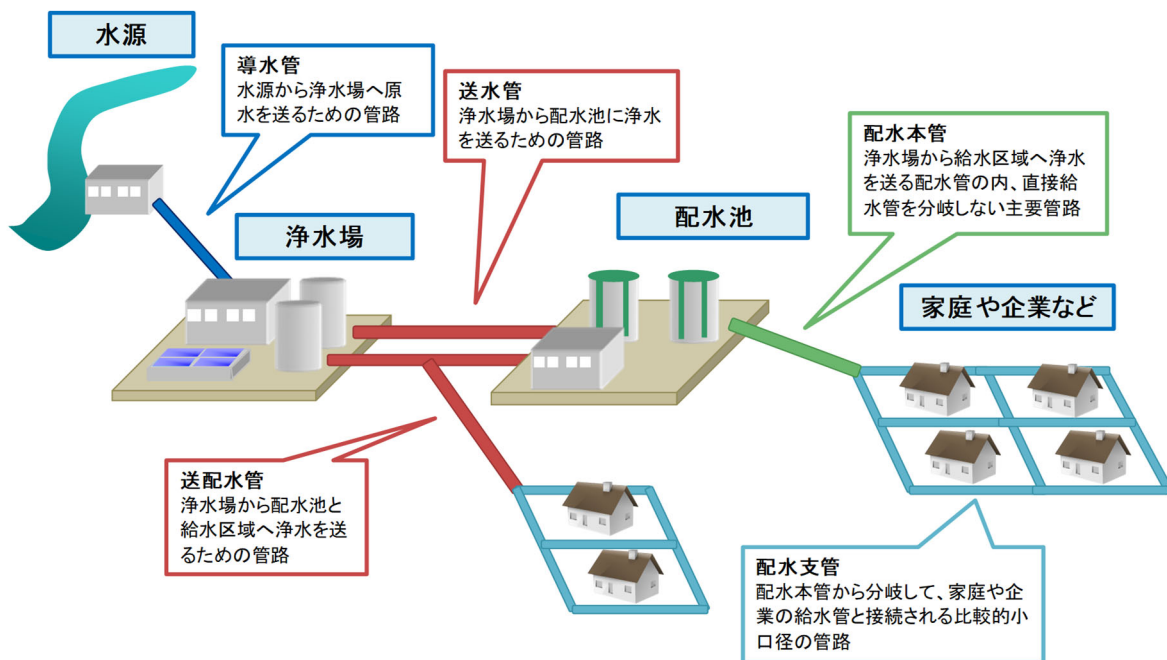 水源
導水管
水源から浄水場へ原
水を送るための管路
送水管
浄水場から配水池に浄水
を送るための管路
配水本管
浄水場から給水区域へ浄水
を送る配水管の内、直接給
水管を分岐しない主要管路
浄水場
配水池
家庭や企業など
送配水管
浄水場から配水池と
給水区域へ浄水を送
るための管路
配水支管
配水本管から分岐して、家庭や企
業の給水管と接続される比較的小
口径の管路